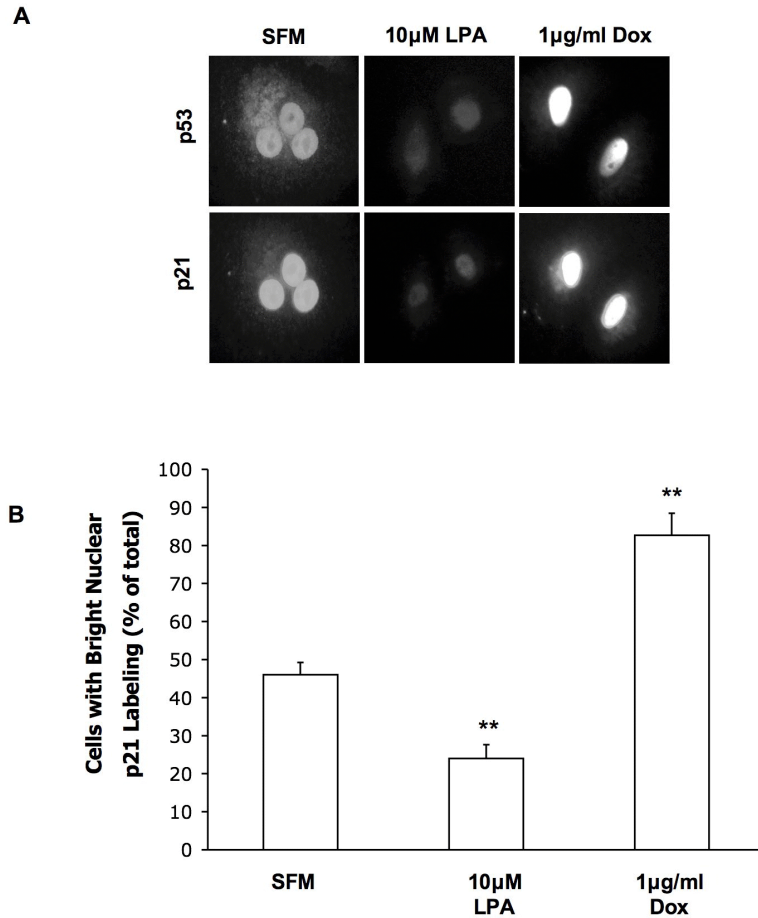 A
SFM 10µM LPA 1µg/ml Dox
p53
p21
B
Cells with Bright Nuclear
p21 Labeling (% of total)
100
90
80
70
60
50
40
30
20
10
0
**
**
SFM 10µM 1µg/ml
LPA Dox